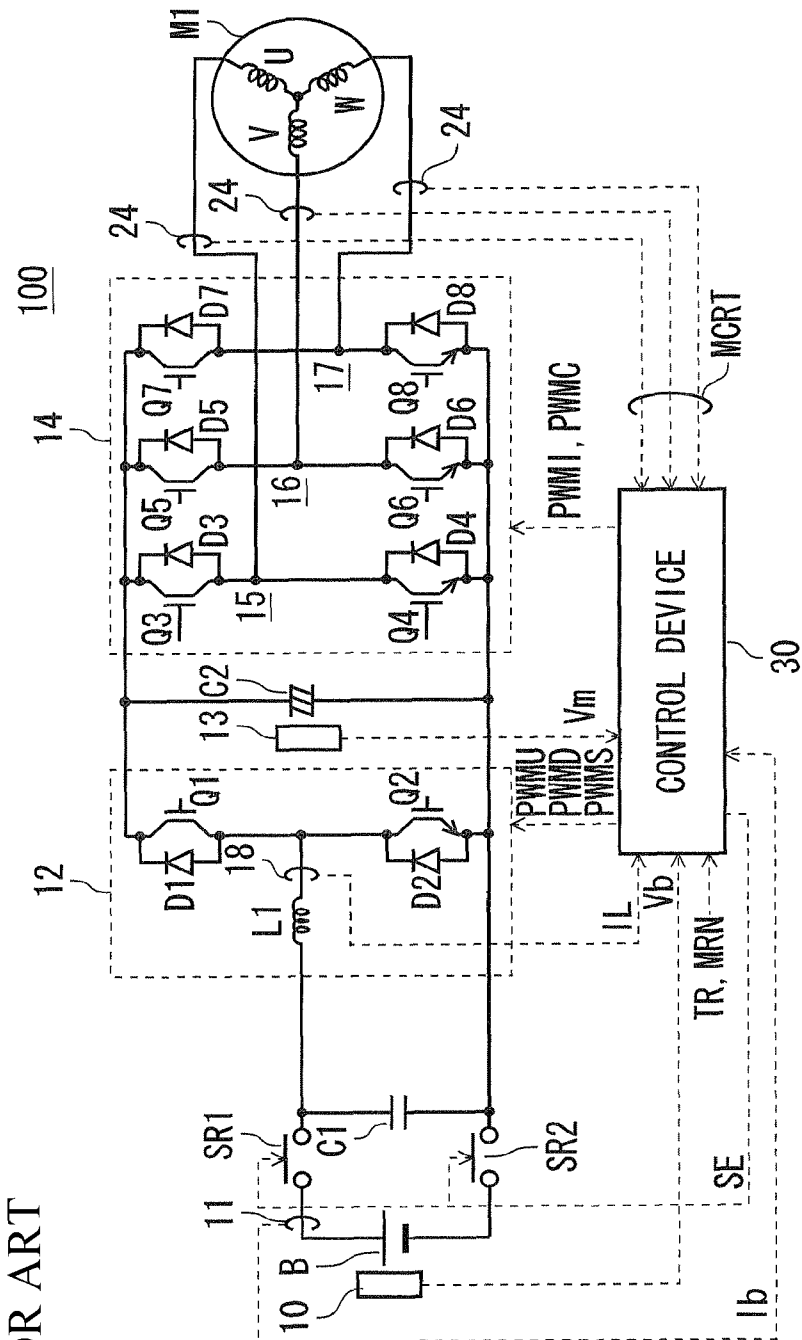 OR ART
100
M1
U
V
W
24
24
24
14
Q3
D3
Q5
D5
Q7
D7
15
16
17
Q4
D4
Q6
D6
Q8
D8
12
D1
Q1
D2
Q2
18
L1
13
C2
SR1
11
C1
B
10
SR2
SE
Ib
IL
Vb
TR, MRN
PWMU
PWMD
PWMS
Vm
PWMI, PWMC
MCRT
CONTROL DEVICE
30